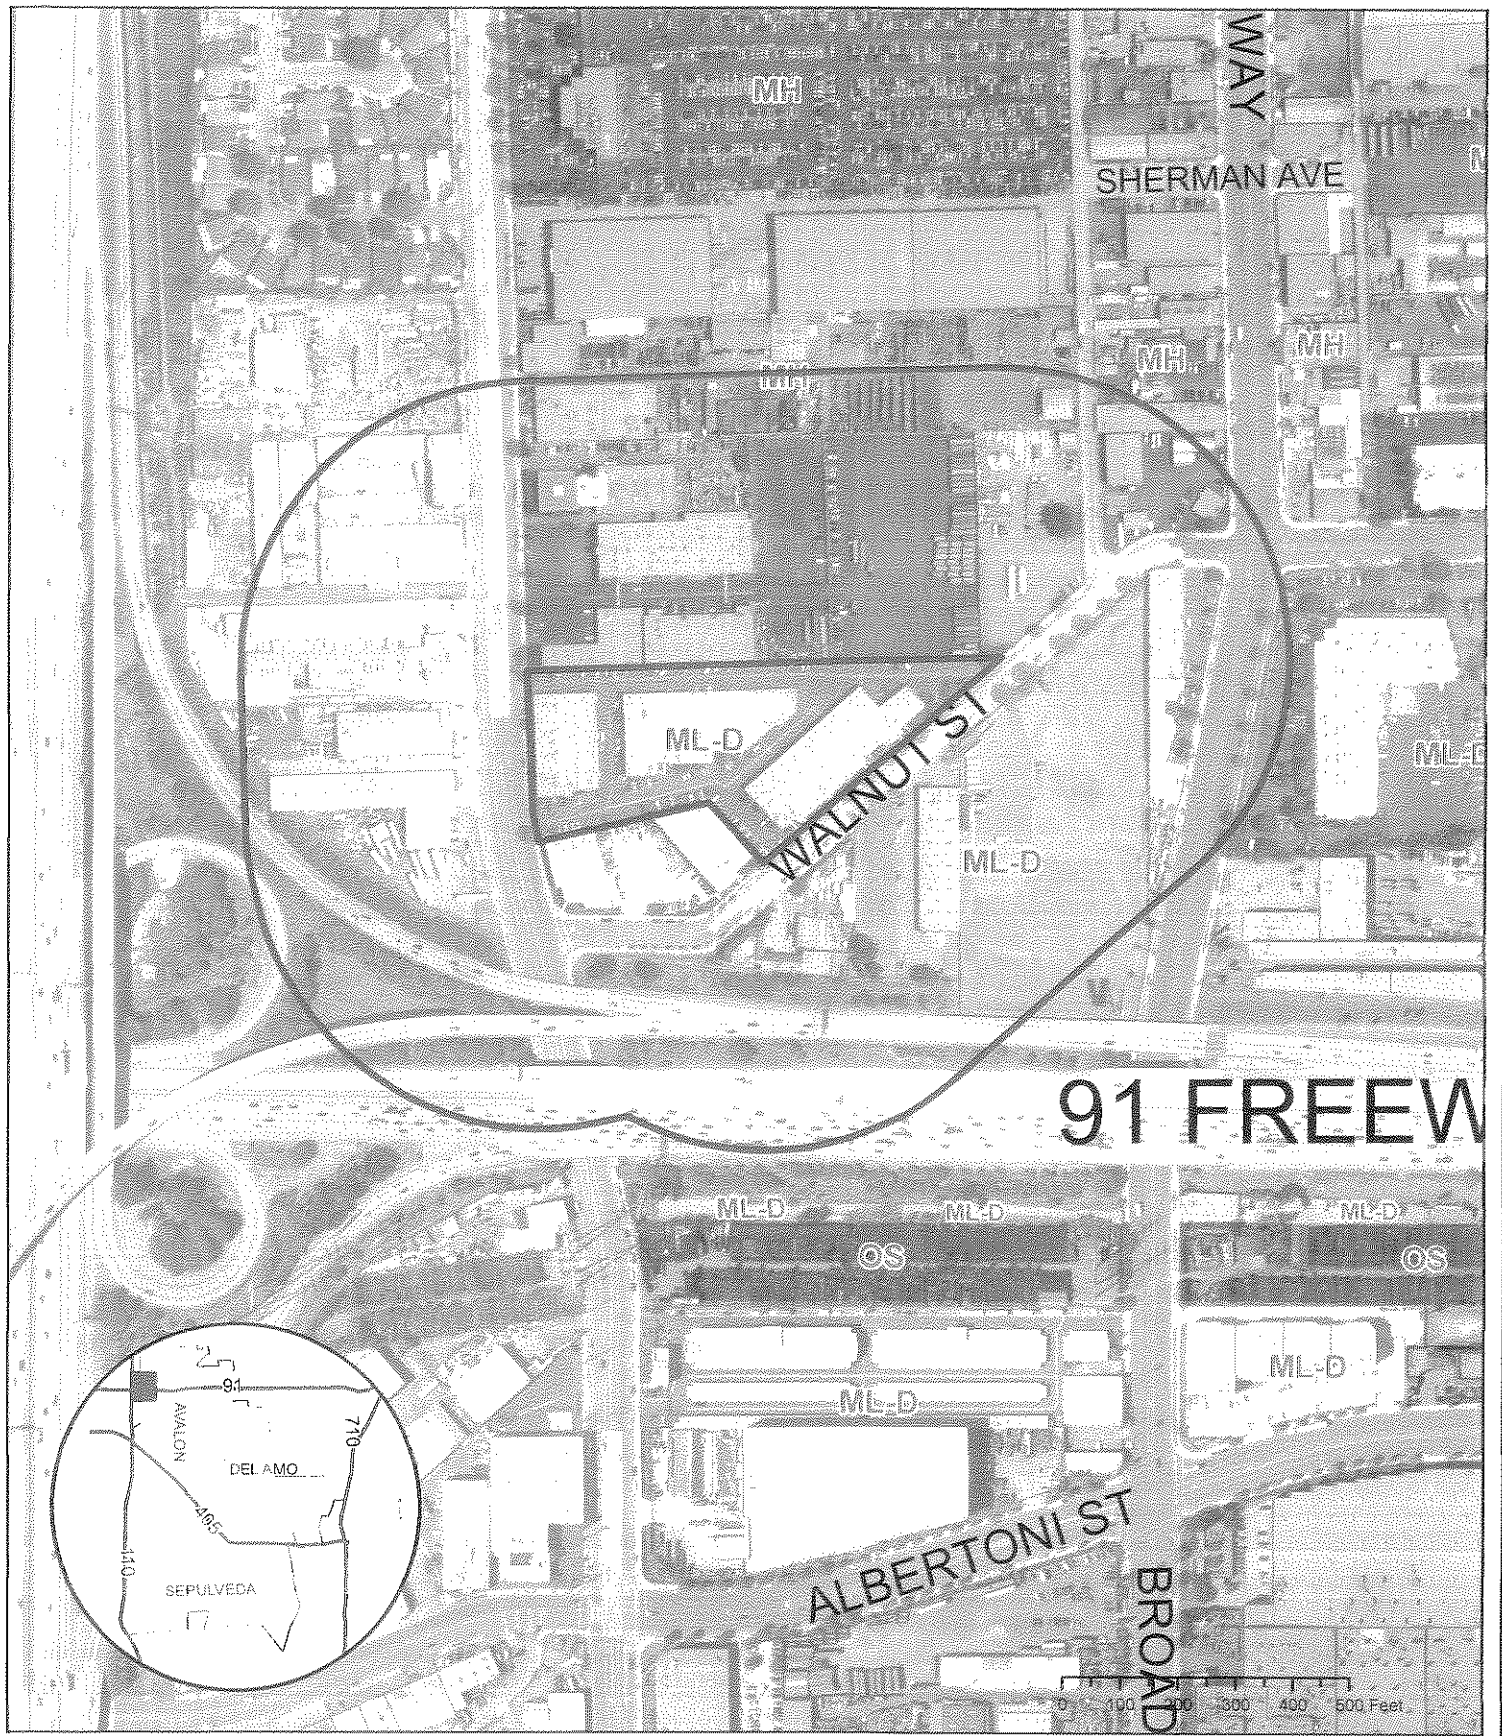 WAY
MH
SHERMAN AVE
MH
MH
MH
ML-D
WALNUT ST
ML-D
ML-D
91 FREEW
ML-D
ML-D
ML-D
OS
OS
ML-D
ML-D
91
AVALON
710
DEL AMO
405
110
SEPULVEDA
ALBERTONI ST
BROAD
0 100 200 300 400 500 Feet